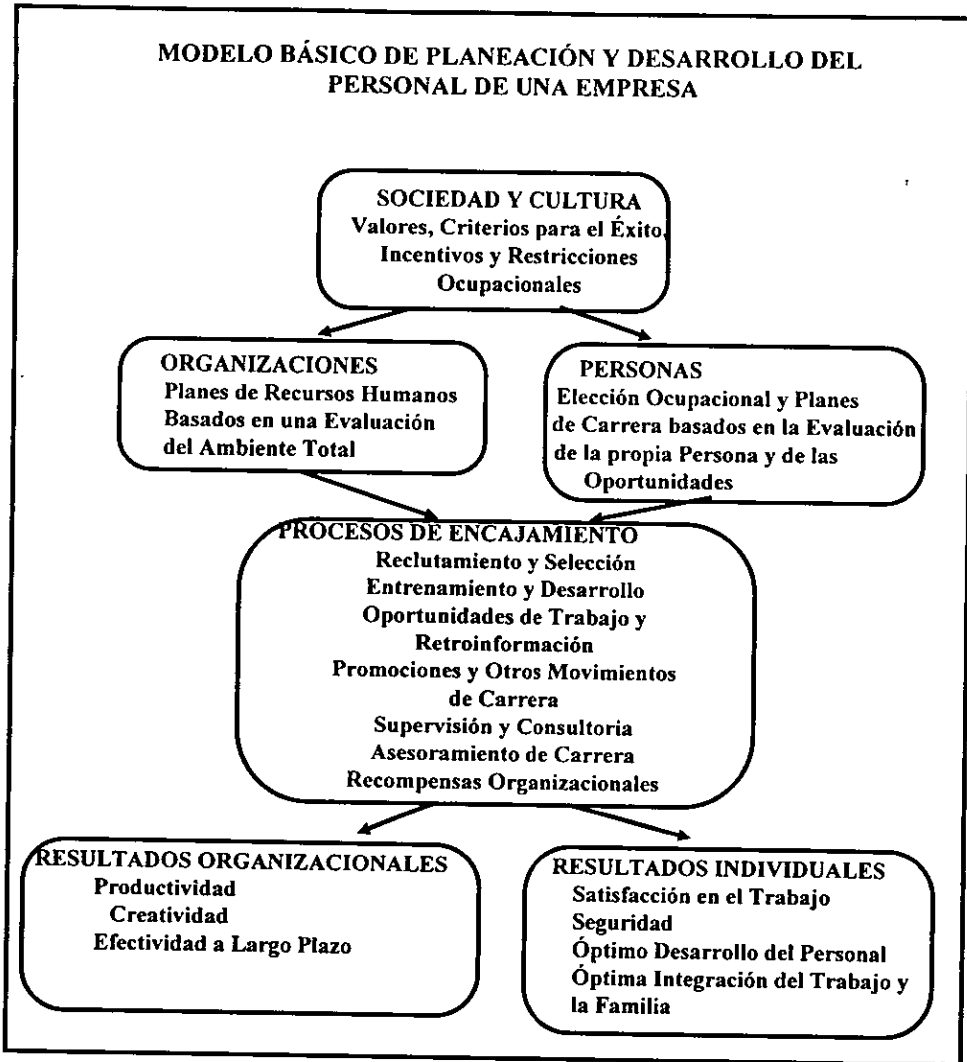 MODELO BÁSICO DE PLANEACIÓN Y DESARROLLO DEL
PERSONAL DE UNA EMPRESA
SOCIEDAD Y CULTURA
Valores, Criterios para el Éxito,
Incentivos y Restricciones
Ocupacionales
ORGANIZACIONES
Planes de Recursos Humanos
Basados en una Evaluación
del Ambiente Total
PERSONAS
Elección Ocupacional y Planes
de Carrera basados en la Evaluación
de la propia Persona y de las
Oportunidades
PROCESOS DE ENCAJAMIENTO
Reclutamiento y Selección
Entrenamiento y Desarrollo
Oportunidades de Trabajo y
Retroinformación
Promociones y Otros Movimientos
de Carrera
Supervisión y Consultoria
Asesoramiento de Carrera
Recompensas Organizacionales
RESULTADOS ORGANIZACIONALES
Productividad
Creatividad
Efectividad a Largo Plazo
RESULTADOS INDIVIDUALES
Satisfacción en el Trabajo
Seguridad
Óptimo Desarrollo del Personal
Óptima Integración del Trabajo y
la Familia